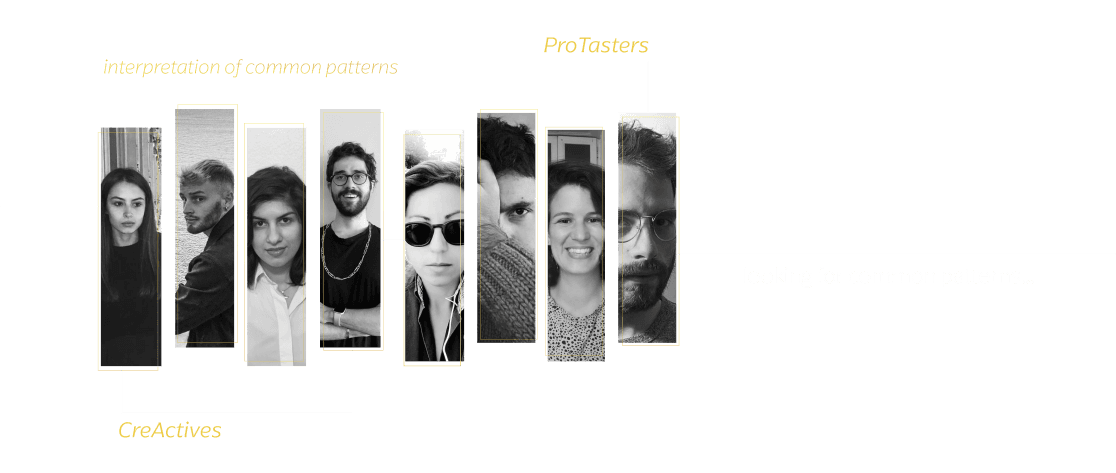 ProTasters
interpretation of common patterns
CreActives